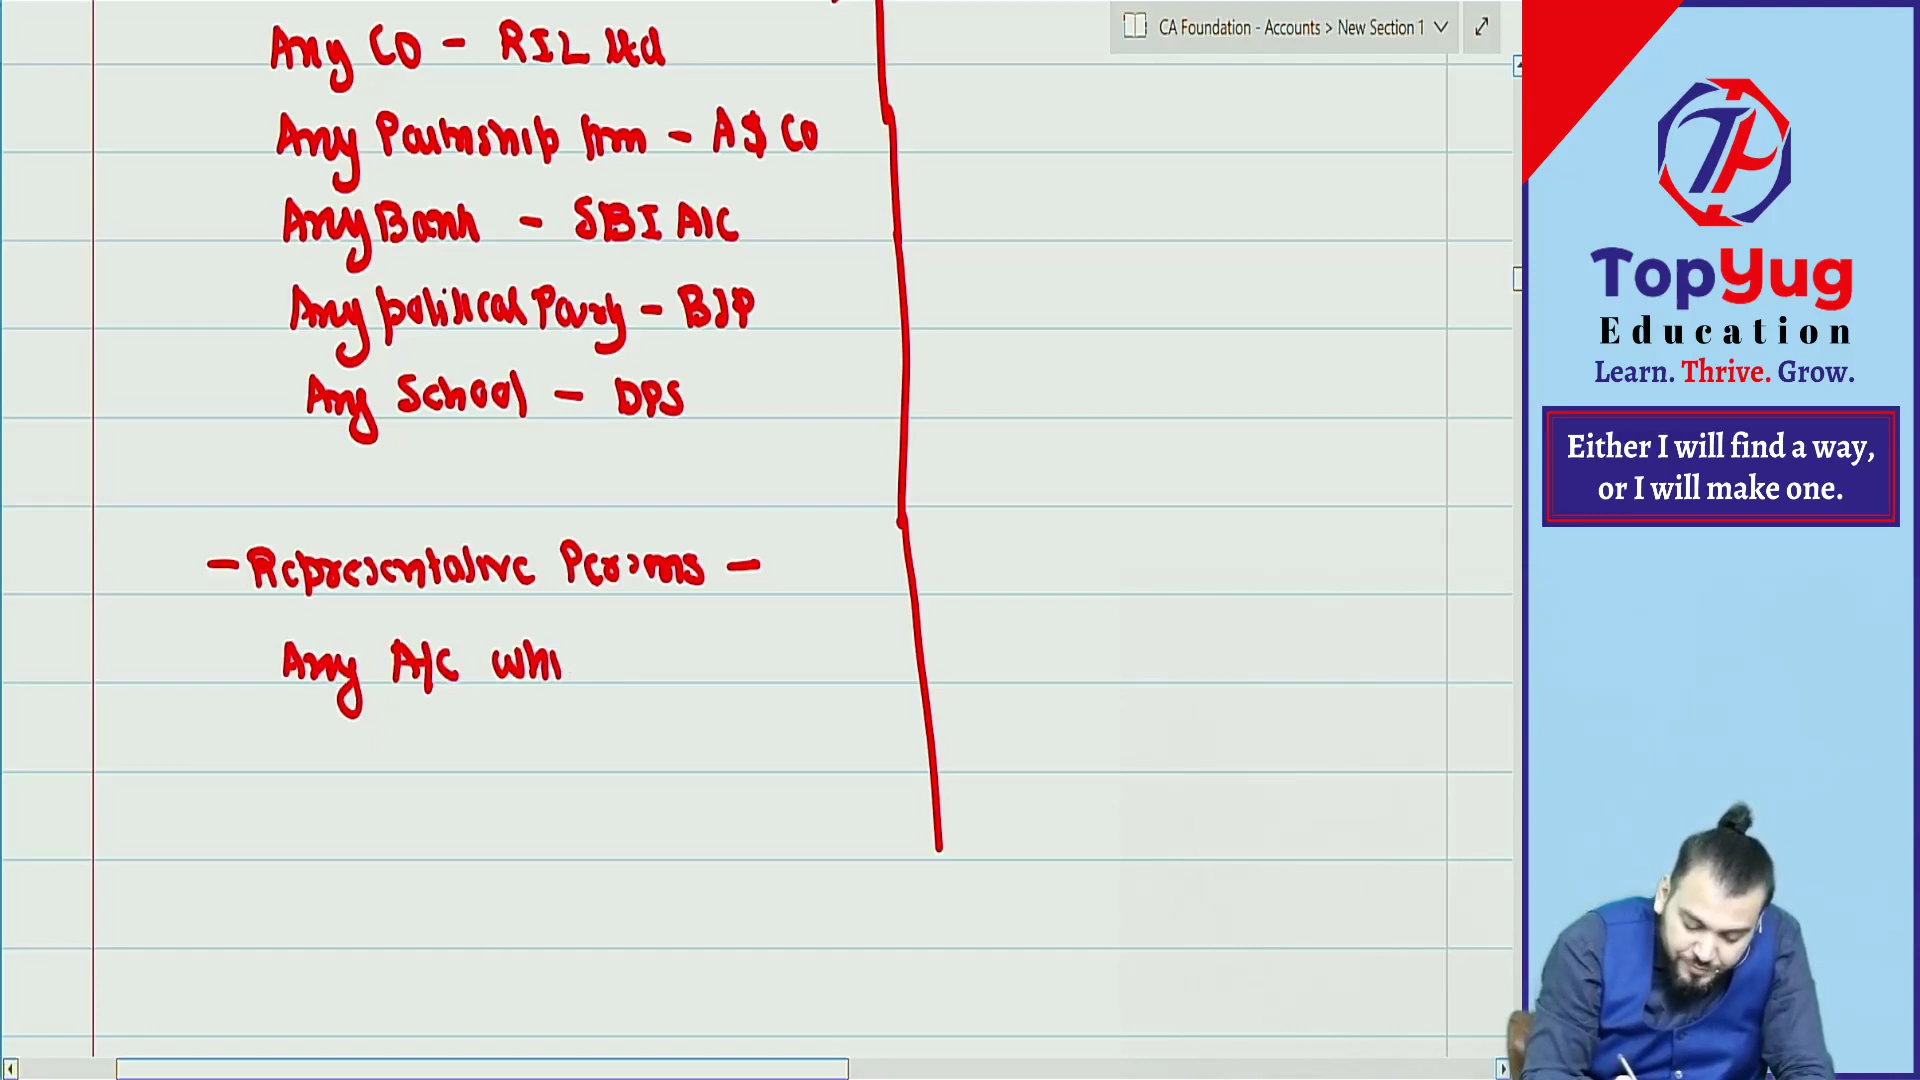 Any Co - RIL Ltd
Any Partnership firm - A $ Co
Any Bank - SBI A/C
Any political Party - BJP
Any School - DPS
- Representative Persons -
Any A/C whi
CA Foundation - Accounts > New Section 1
TopYug
Education
Learn. Thrive. Grow.
Either I will find a way,
or I will make one.